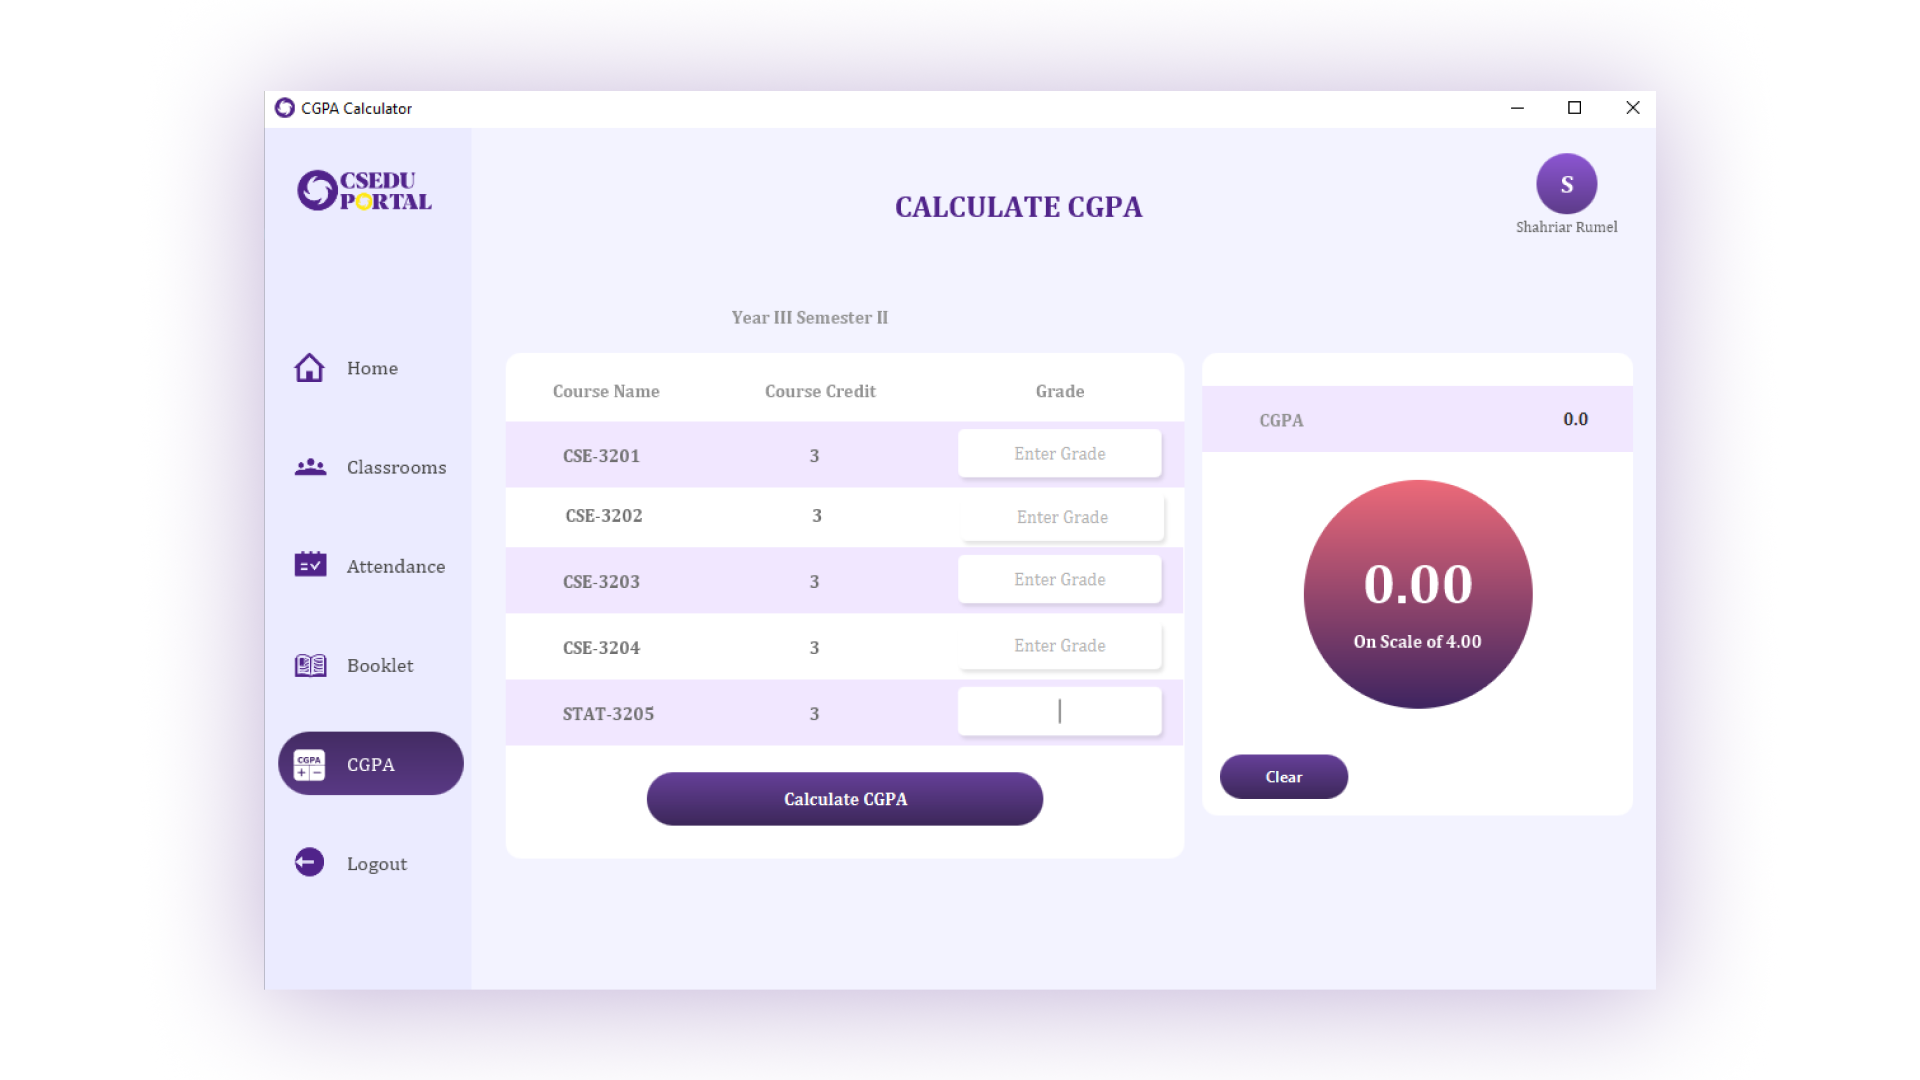 CGPA Calculator
CSEDU
PORTAL
CALCULATE CGPA
S
Shahriar Rumel
Year III Semester II
Home
Classrooms
Attendance
Booklet
CGPA
+ −
CGPA
Logout
Course Name Course Credit Grade
CSE-3201 3 Enter Grade
CSE-3202 3 Enter Grade
CSE-3203 3 Enter Grade
CSE-3204 3 Enter Grade
STAT-3205 3
Calculate CGPA
CGPA 0.0
0.00
On Scale of 4.00
Clear